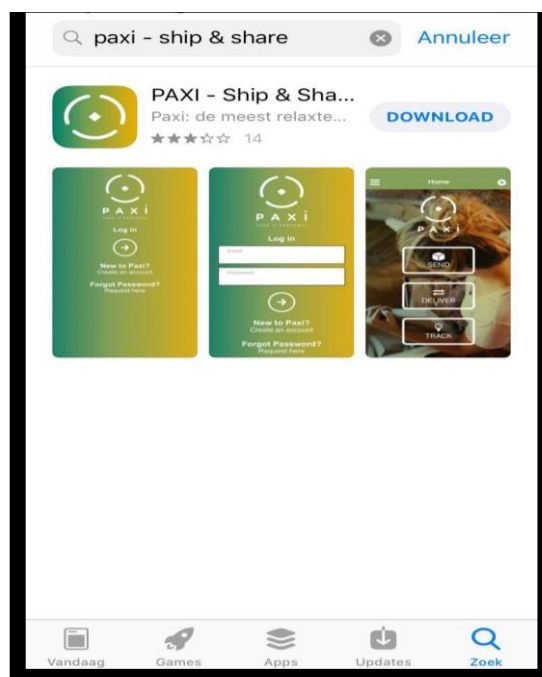 paxi - ship & share
Annuleer
PAXI - Ship & Sha...
Paxi: de meest relaxte...
DOWNLOAD
14
PAXi
Log in
New to Paxi?
Create an account
Forgot Password?
Request here
PAXi
Log in
Email
Password
New to Paxi?
Create an account
Forgot Password?
Request here
Home
PAXi
SEND
DELIVER
TRACK
Vandaag
Games
Apps
Updates
Zoek